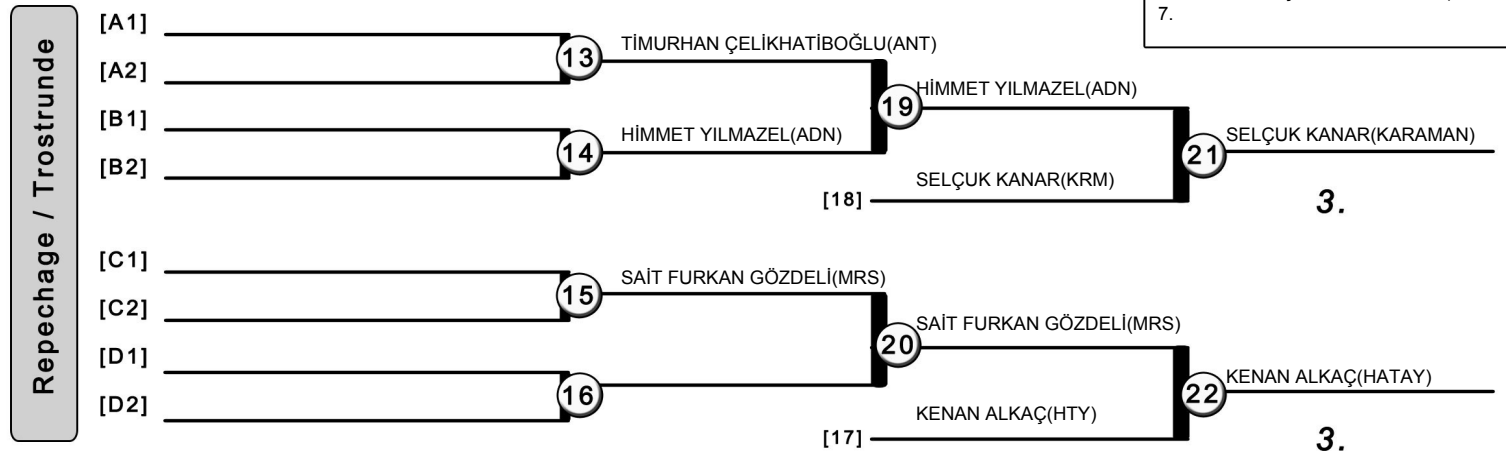 7.
Repechage / Trostrunde
[A1]
[A2]
[B1]
[B2]
13
TİMURHAN ÇELİKHATİBOĞLU(ANT)
14
HİMMET YILMAZEL(ADN)
19
HİMMET YILMAZEL(ADN)
[18]
SELÇUK KANAR(KRM)
21
SELÇUK KANAR(KARAMAN)
3.
[C1]
[C2]
[D1]
[D2]
15
SAİT FURKAN GÖZDELİ(MRS)
16
20
SAİT FURKAN GÖZDELİ(MRS)
[17]
KENAN ALKAÇ(HTY)
22
KENAN ALKAÇ(HATAY)
3.